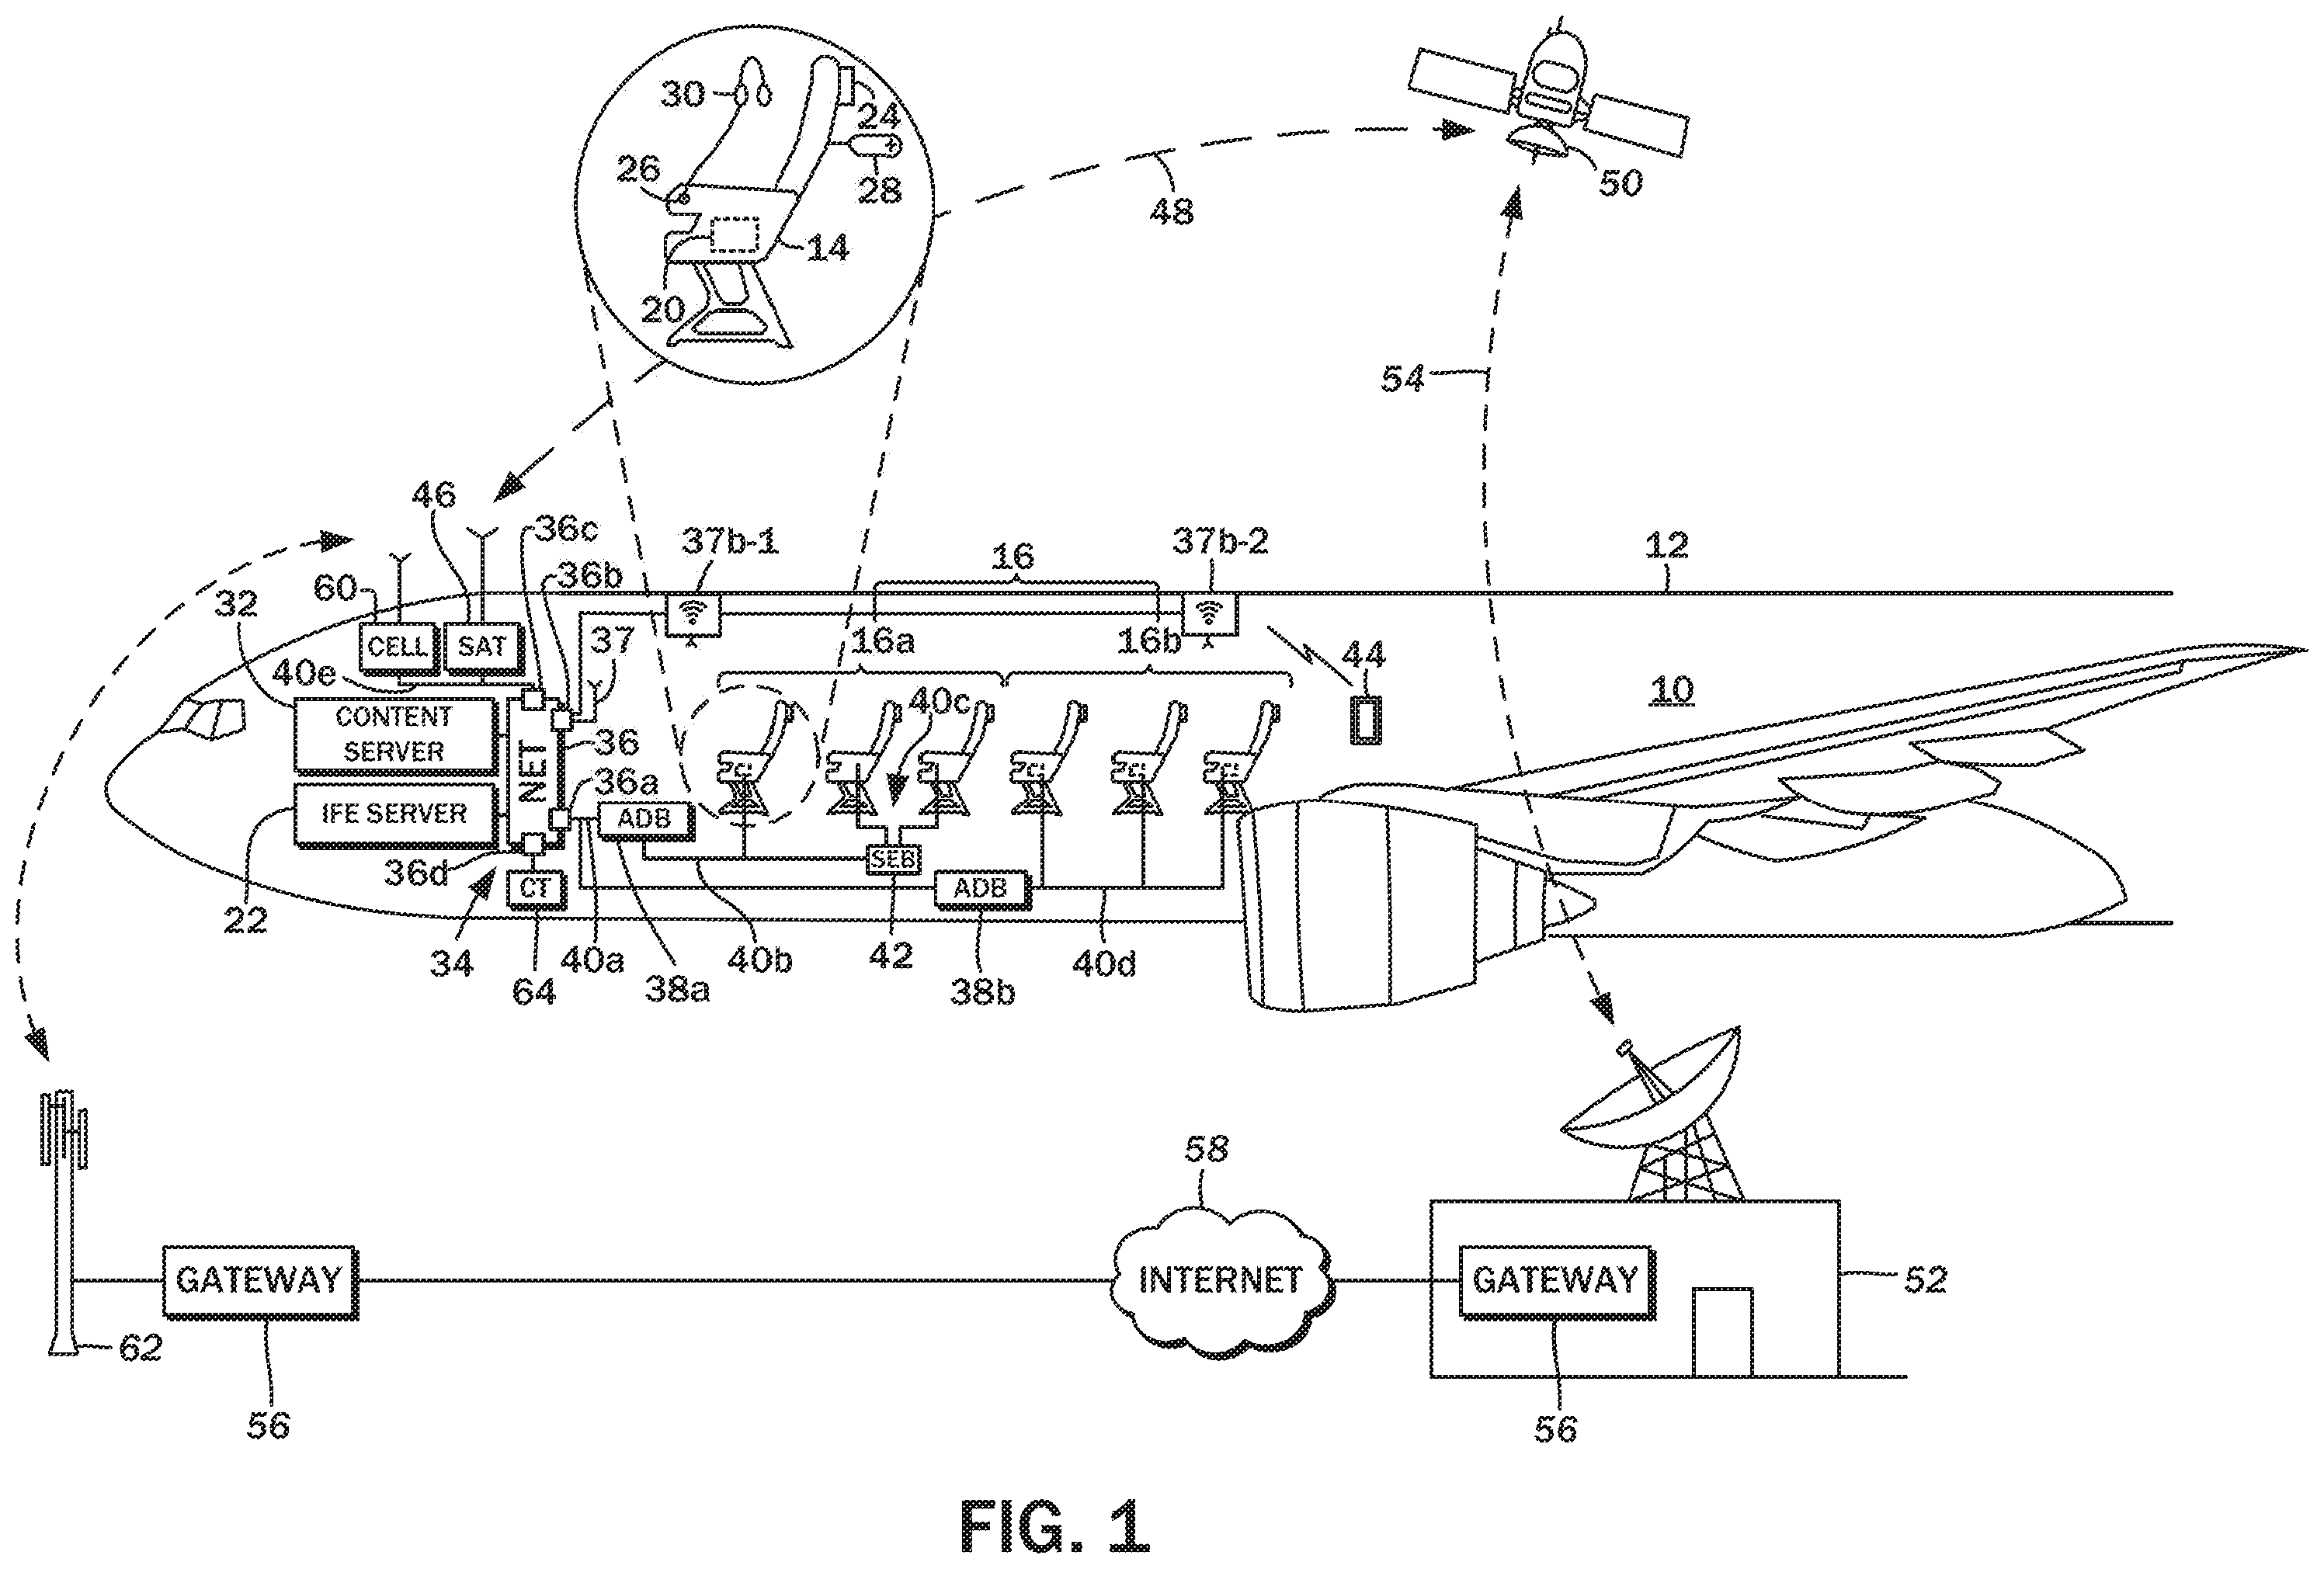 30
24
26
28
14
20
48
50
54
46
36c
37b-1
16
37b-2
12
60
36b
32
CELL
SAT
37
16a
16b
44
40e
40c
10
CONTENT
SERVER
NET
36
36a
IFE SERVER
ADB
36d
SEB
22
CT
ADB
34
40a
40b
42
40d
64
38a
38b
58
GATEWAY
INTERNET
GATEWAY
52
62
56
56
FIG. 1